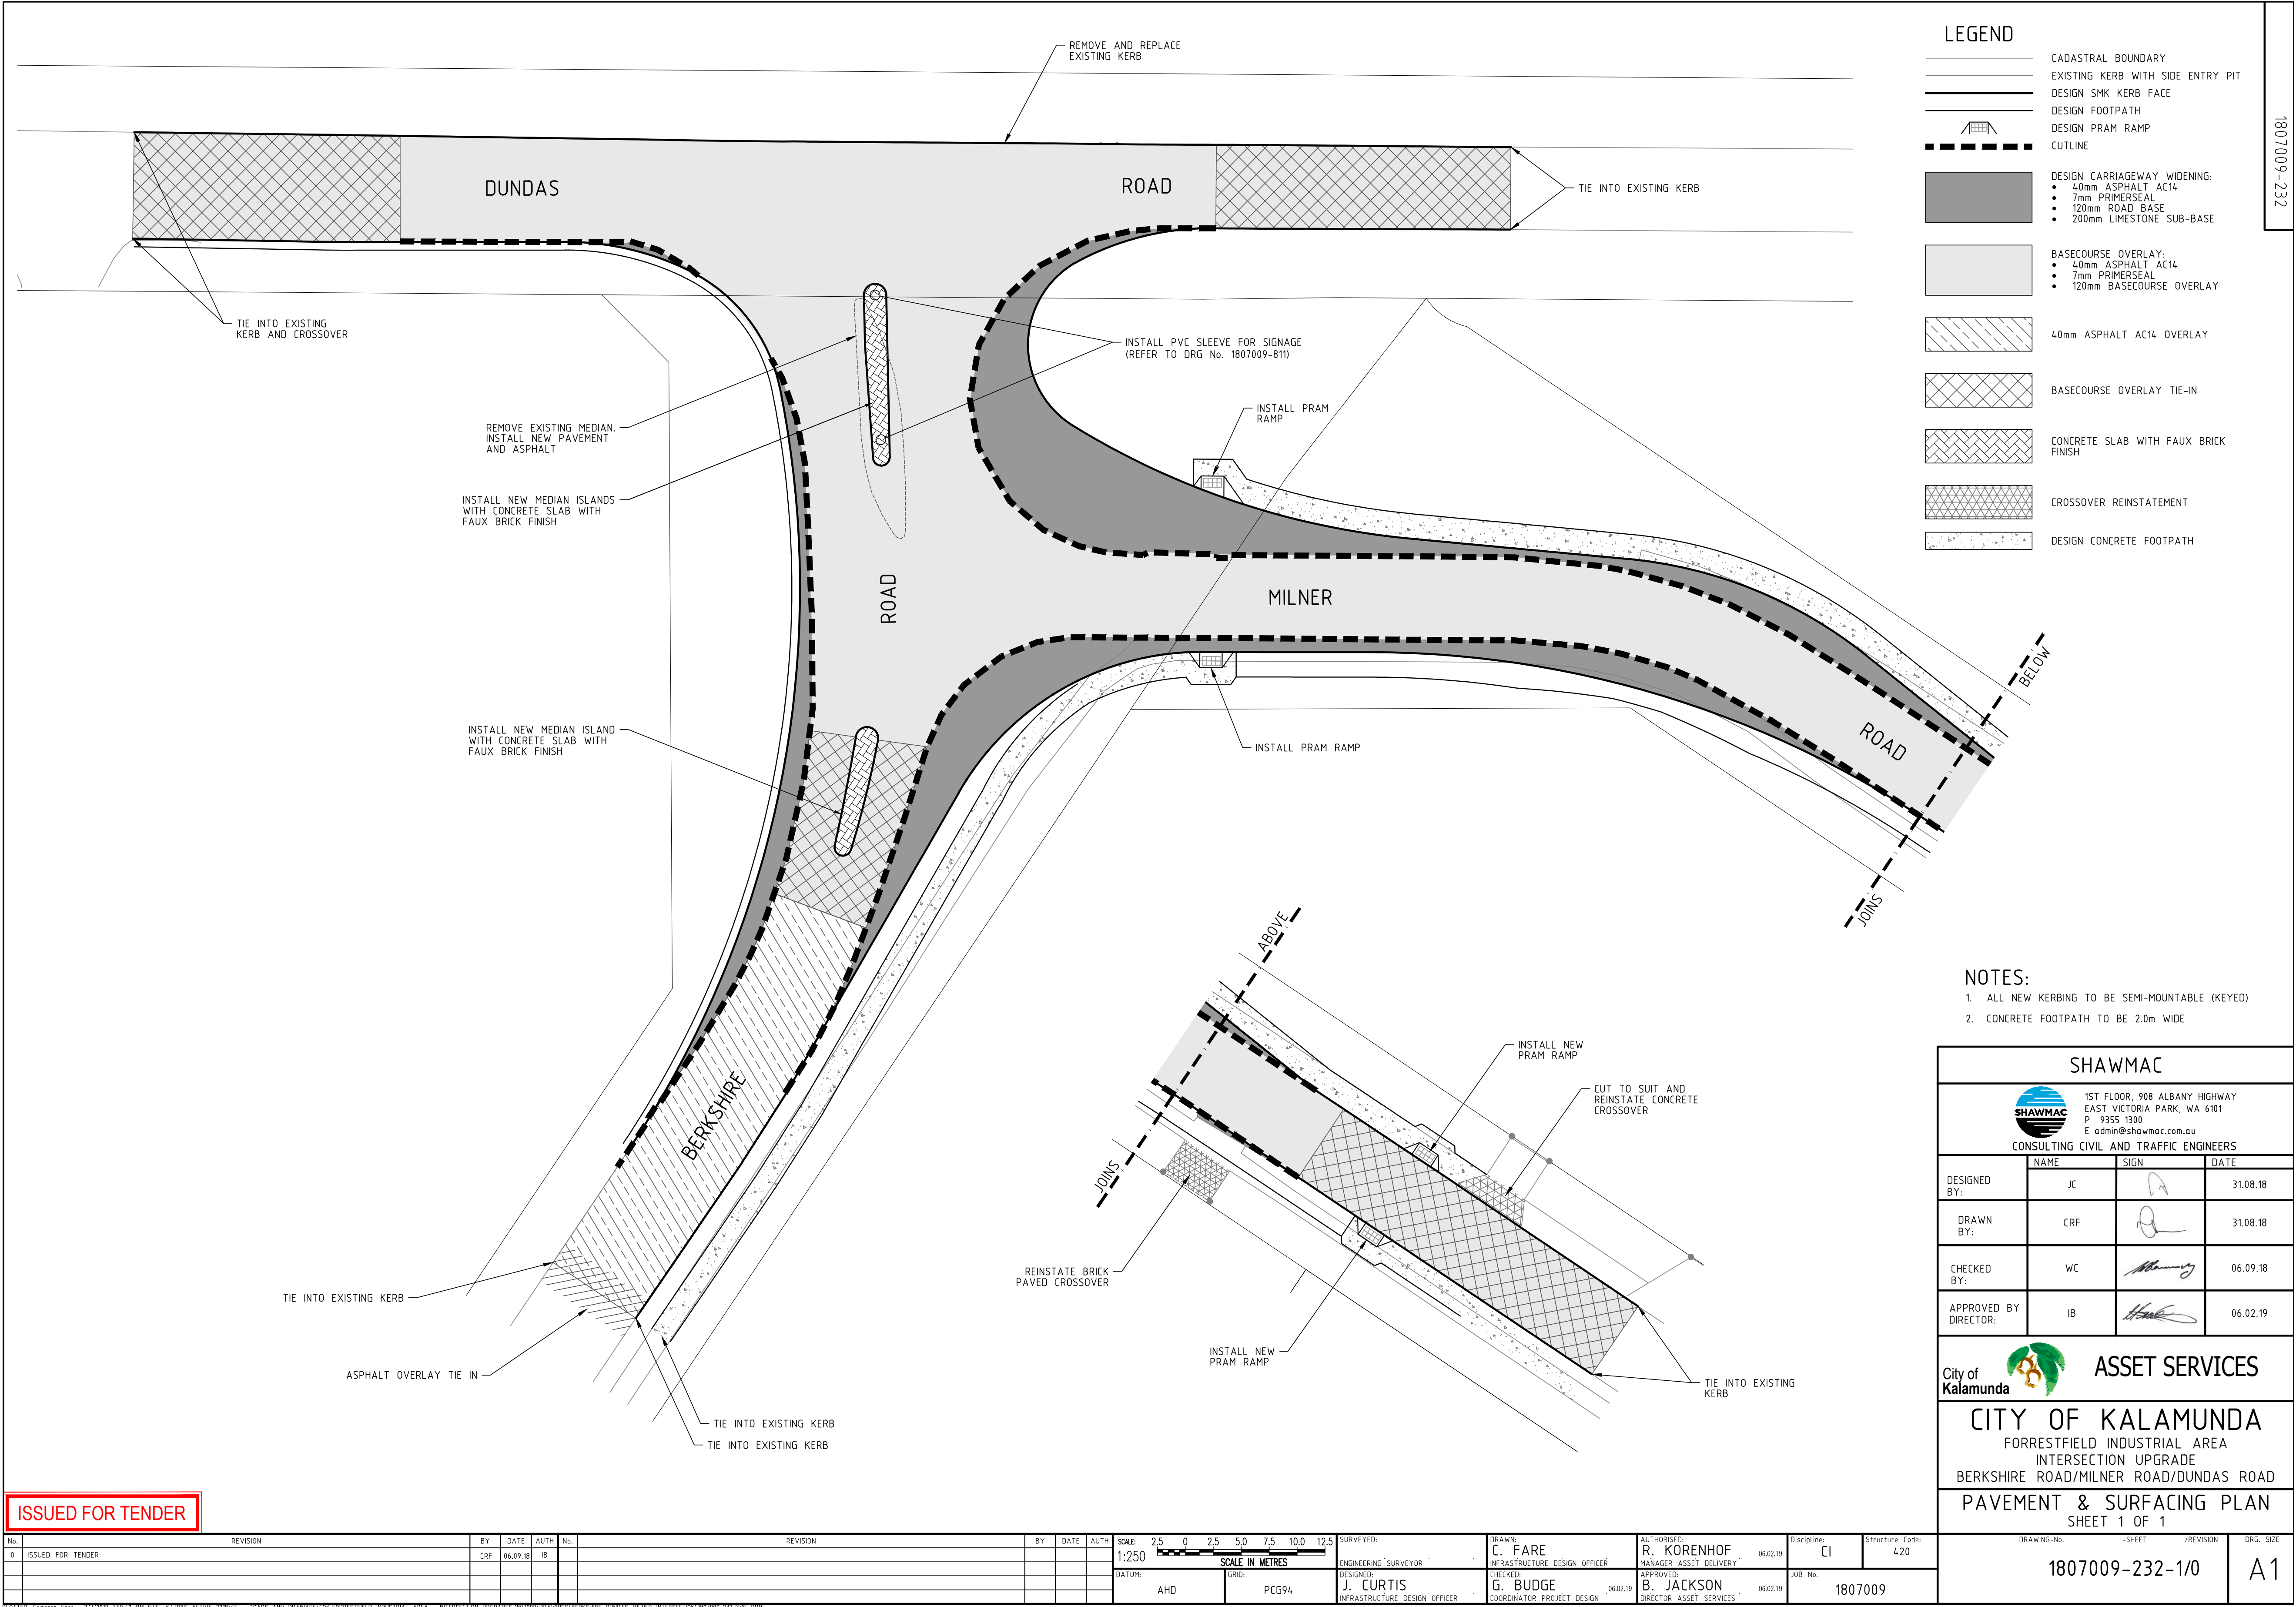 REMOVE AND REPLACE
EXISTING KERB
DUNDAS
ROAD
TIE INTO EXISTING KERB
TIE INTO EXISTING
KERB AND CROSSOVER
INSTALL PVC SLEEVE FOR SIGNAGE
(REFER TO DRG No. 1807009-811)
INSTALL PRAM
RAMP
REMOVE EXISTING MEDIAN.
INSTALL NEW PAVEMENT
AND ASPHALT
INSTALL NEW MEDIAN ISLANDS
WITH CONCRETE SLAB WITH
FAUX BRICK FINISH
ROAD
MILNER
BELOW
INSTALL NEW MEDIAN ISLAND
WITH CONCRETE SLAB WITH
FAUX BRICK FINISH
INSTALL PRAM RAMP
ROAD
JOINS
ABOVE
BERKSHIRE
JOINS
INSTALL NEW
PRAM RAMP
CUT TO SUIT AND
REINSTATE CONCRETE
CROSSOVER
REINSTATE BRICK
PAVED CROSSOVER
TIE INTO EXISTING KERB
INSTALL NEW
PRAM RAMP
ASPHALT OVERLAY TIE IN
TIE INTO EXISTING
KERB
TIE INTO EXISTING KERB
TIE INTO EXISTING KERB
LEGEND
CADASTRAL BOUNDARY
EXISTING KERB WITH SIDE ENTRY PIT
DESIGN SMK KERB FACE
DESIGN FOOTPATH
DESIGN PRAM RAMP
CUTLINE
DESIGN CARRIAGEWAY WIDENING:
• 40mm ASPHALT AC14
• 7mm PRIMERSEAL
• 120mm ROAD BASE
• 200mm LIMESTONE SUB-BASE
BASECOURSE OVERLAY:
• 40mm ASPHALT AC14
• 7mm PRIMERSEAL
• 120mm BASECOURSE OVERLAY
40mm ASPHALT AC14 OVERLAY
BASECOURSE OVERLAY TIE-IN
CONCRETE SLAB WITH FAUX BRICK
FINISH
CROSSOVER REINSTATEMENT
DESIGN CONCRETE FOOTPATH
1807009-232
NOTES:
1. ALL NEW KERBING TO BE SEMI-MOUNTABLE (KEYED)
2. CONCRETE FOOTPATH TO BE 2.0m WIDE
SHAWMAC
SHAWMAC
1ST FLOOR, 908 ALBANY HIGHWAY
EAST VICTORIA PARK, WA 6101
P 9355 1300
E admin@shawmac.com.au
CONSULTING CIVIL AND TRAFFIC ENGINEERS
NAME SIGN DATE
DESIGNED
BY: JC 31.08.18
DRAWN
BY: CRF 31.08.18
CHECKED
BY: WC 06.09.18
APPROVED BY
DIRECTOR: IB 06.02.19
City of
Kalamunda
ASSET SERVICES
CITY OF KALAMUNDA
FORRESTFIELD INDUSTRIAL AREA
INTERSECTION UPGRADE
BERKSHIRE ROAD/MILNER ROAD/DUNDAS ROAD
PAVEMENT & SURFACING PLAN
SHEET 1 OF 1
DRAWING-No. -SHEET /REVISION
1807009-232-1/0
DRG. SIZE
A1
ISSUED FOR TENDER
No. REVISION BY DATE AUTH No. REVISION BY DATE AUTH
0 ISSUED FOR TENDER CRF 06.09.18 IB
SCALE: 2.5 0 2.5 5.0 7.5 10.0 12.5
1:250
SCALE IN METRES
DATUM:
AHD
GRID:
PCG94
SURVEYED:
ENGINEERING SURVEYOR
DESIGNED:
J. CURTIS
INFRASTRUCTURE DESIGN OFFICER
DRAWN:
C. FARE
INFRASTRUCTURE DESIGN OFFICER
CHECKED:
G. BUDGE 06.02.19
COORDINATOR PROJECT DESIGN
AUTHORISED:
R. KORENHOF 06.02.19
MANAGER ASSET DELIVERY
APPROVED:
B. JACKSON 06.02.19
DIRECTOR ASSET SERVICES
Discipline:
CI
Structure Code:
420
JOB No.
1807009